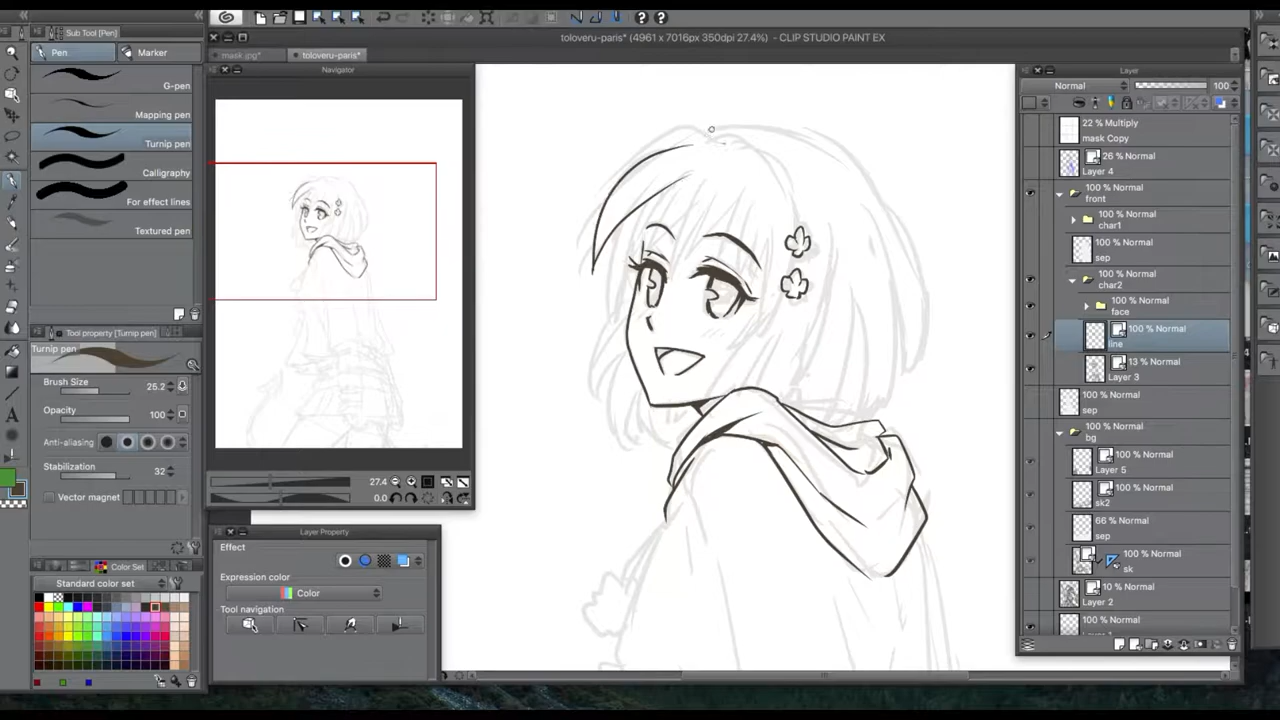 toloveru-paris* (4961 x 7016px 350dpi 27.4%) - CLIP STUDIO PAINT EX
Sub Tool [Pen]
Pen
Marker
G-pen
Mapping pen
Turnip pen
Calligraphy
For effect lines
Textured pen
Tool property [Turnip pen]
Turnip pen
Brush Size
25.2
Opacity
100
Anti-aliasing
Stabilization
32
Vector magnet
Color Set
Standard color set
mask.jpg*
toloveru-paris*
Navigator
27.4
0.0
Layer Property
Effect
Expression color
Color
Tool navigation
Layer
Normal
100
22 % Multiply
mask Copy
26 % Normal
Layer 4
100 % Normal
front
100 % Normal
char1
100 % Normal
sep
100 % Normal
char2
100 % Normal
face
100 % Normal
line
13 % Normal
Layer 3
100 % Normal
sep
100 % Normal
bg
100 % Normal
Layer 5
100 % Normal
sk2
66 % Normal
sep
100 % Normal
sk
10 % Normal
Layer 2
100 % Normal